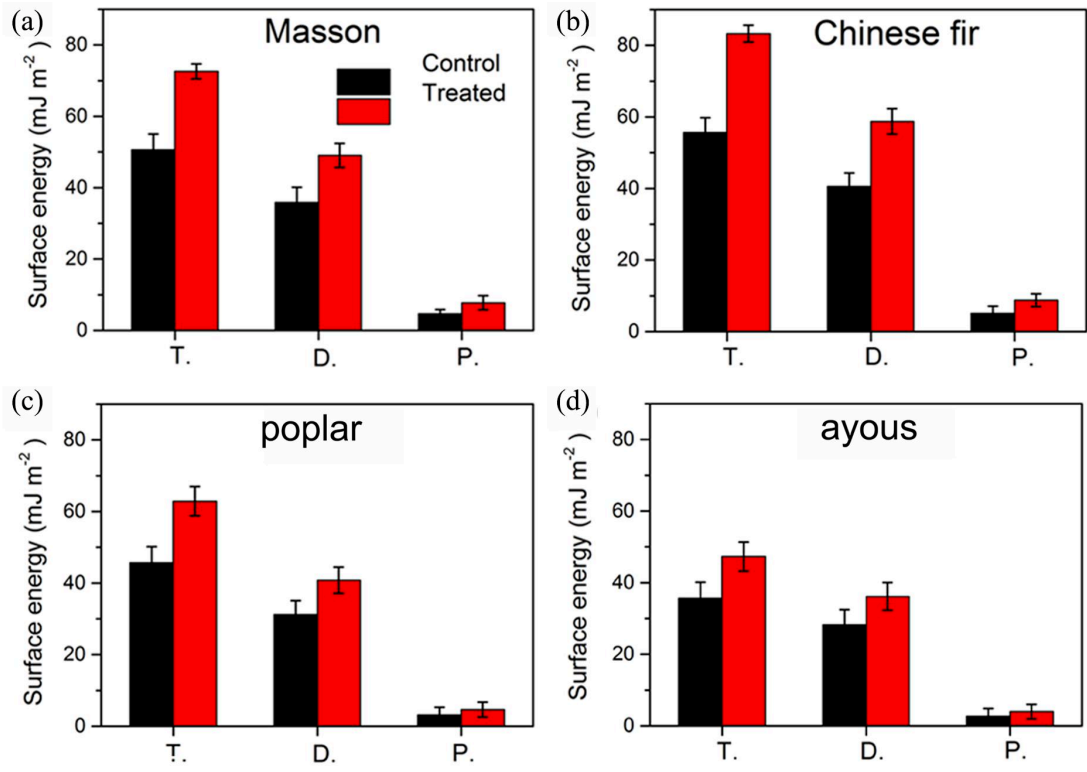 (a)
Masson
Control
Treated
Surface energy (mJ m⁻²)
80
60
40
20
0
T.
D.
P.
(b)
Chinese fir
Surface energy (mJ m⁻²)
80
60
40
20
0
T.
D.
P.
(c)
poplar
Surface energy (mJ m⁻²)
80
60
40
20
0
T.
D.
P.
(d)
ayous
Surface energy (mJ m⁻²)
80
60
40
20
0
T.
D.
P.